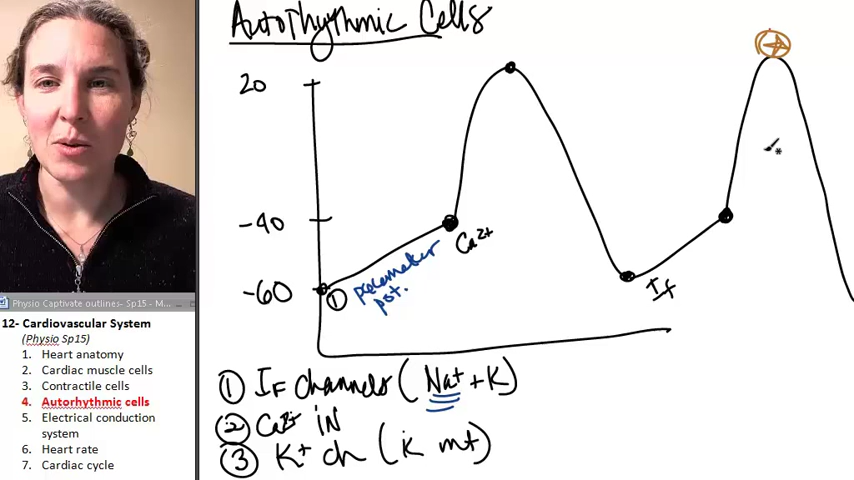 Autorhythmic Cells
20
-40
-60
①
pacemaker
pot.
Ca2+
If
+
① IF channels (Na+ + K)
② Ca2+ IN
③ K+ ch (K mt)
Physio Captivate outlines- Sp15 - M...
12- Cardiovascular System
(Physio Sp15)
1. Heart anatomy
2. Cardiac muscle cells
3. Contractile cells
4. Autorhythmic cells
5. Electrical conduction
system
6. Heart rate
7. Cardiac cycle